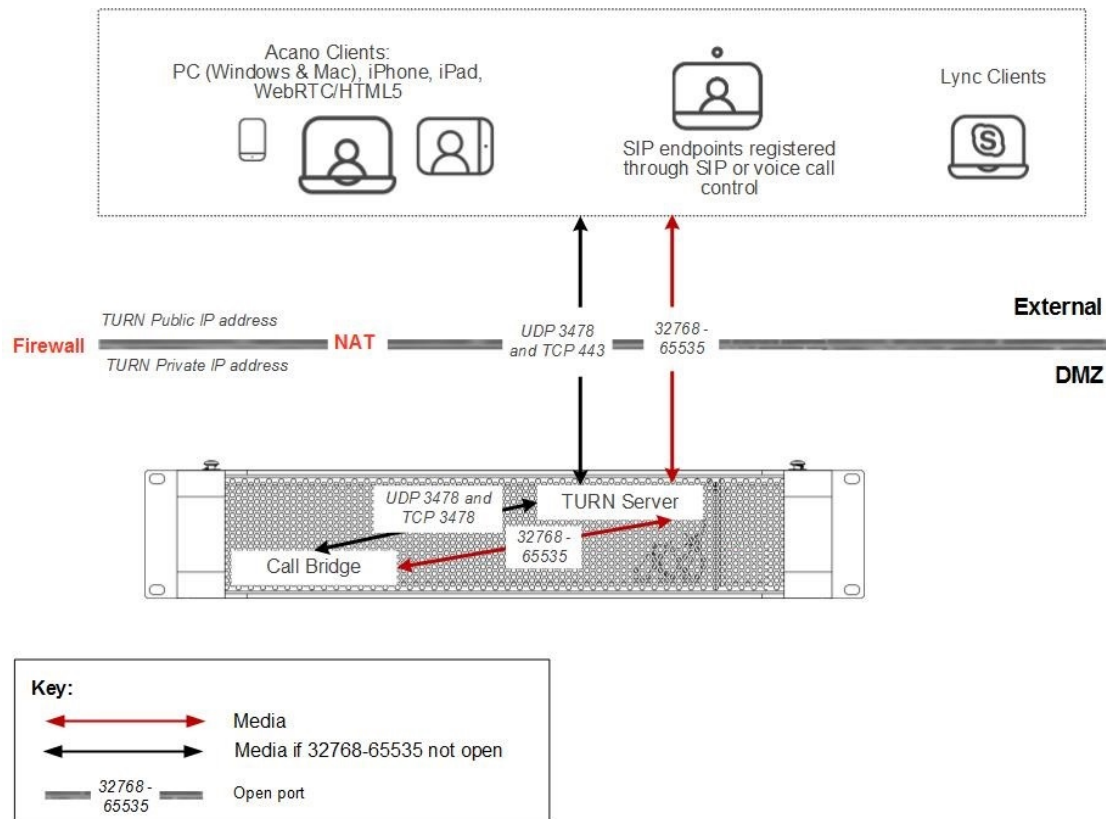 Acano Clients:
PC (Windows & Mac), iPhone, iPad,
WebRTC/HTML5
SIP endpoints registered
through SIP or voice call
control
Lync Clients
S
External
TURN Public IP address
Firewall
NAT
UDP 3478
and TCP 443
32768 -
65535
TURN Private IP address
DMZ
UDP 3478 and
TCP 3478
TURN Server
32768 -
65535
Call Bridge
Key:
Media
Media if 32768-65535 not open
32768 -
65535
Open port